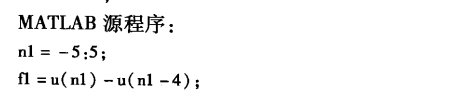 MATLAB 源程序：
n1 = -5:5;
f1 = u(n1) - u(n1 - 4);